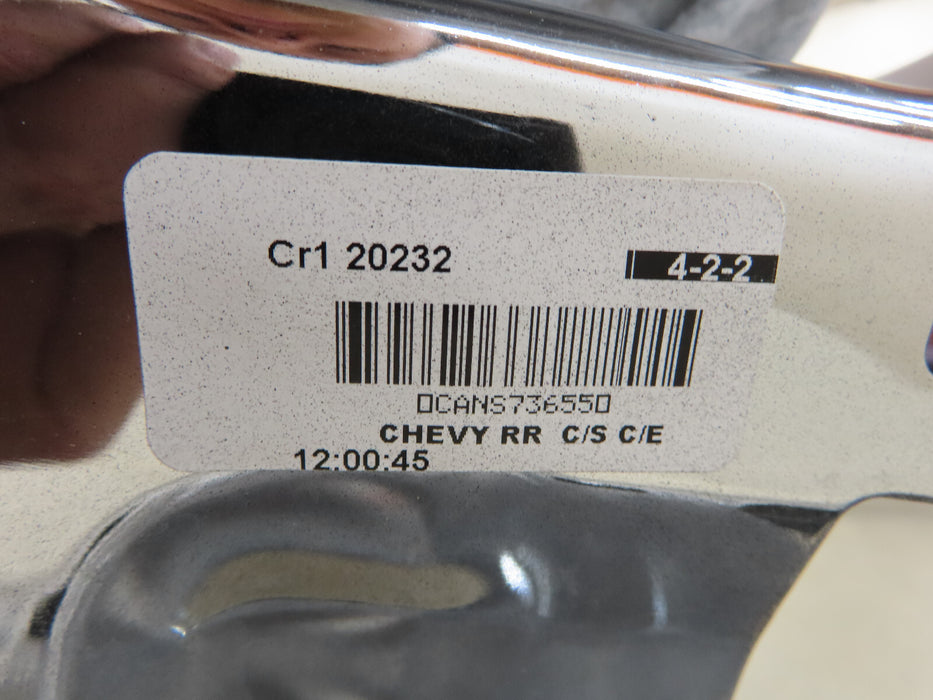 Cr1 20232
4-2-2
0CANS736550
CHEVY RR C/S C/E
12:00:45